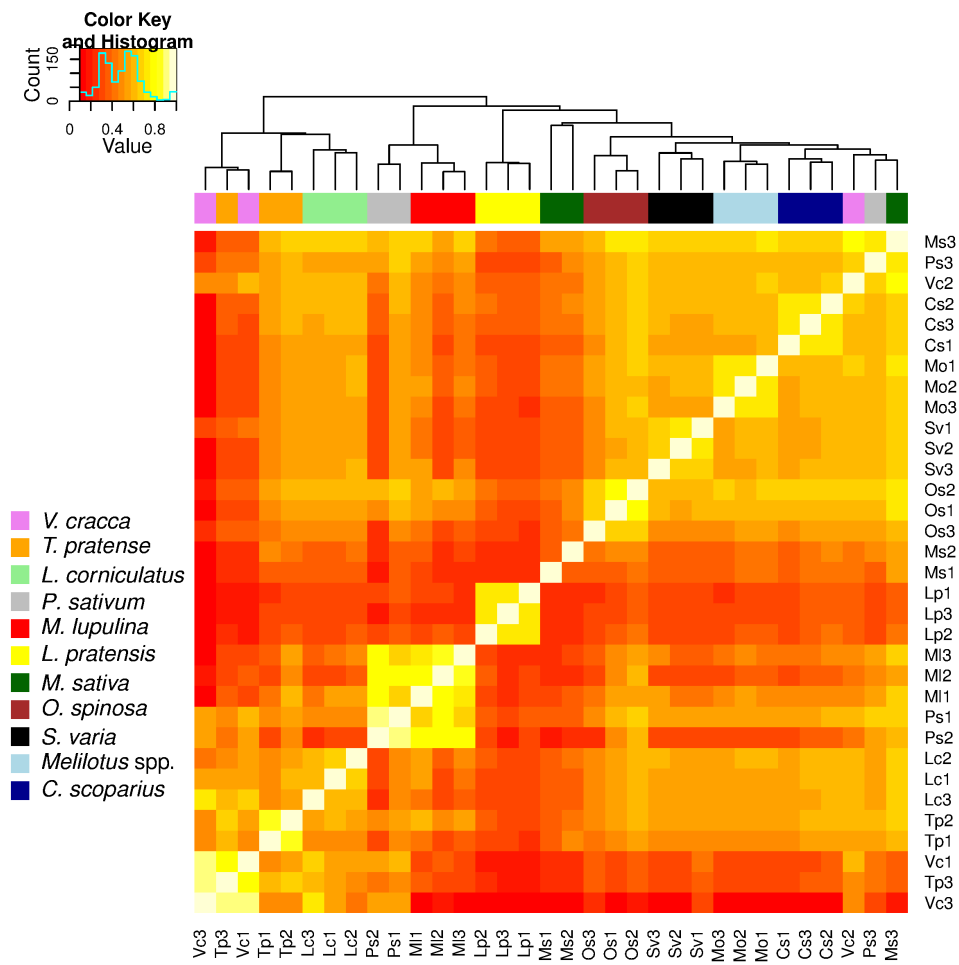 Color Key
and Histogram
Count
0
150
0
0.4
0.8
Value
V. cracca
T. pratense
L. corniculatus
P. sativum
M. lupulina
L. pratensis
M. sativa
O. spinosa
S. varia
Melilotus spp.
C. scoparius
Ms3
Ps3
Vc2
Cs2
Cs3
Cs1
Mo1
Mo2
Mo3
Sv1
Sv2
Sv3
Os2
Os1
Os3
Ms2
Ms1
Lp1
Lp3
Lp2
Ml3
Ml2
Ml1
Ps1
Ps2
Lc2
Lc1
Lc3
Tp2
Tp1
Vc1
Tp3
Vc3
Vc3
Tp3
Vc1
Tp1
Tp2
Lc3
Lc1
Lc2
Ps2
Ps1
Ml1
Ml2
Ml3
Lp2
Lp3
Lp1
Ms1
Ms2
Os3
Os1
Os2
Sv3
Sv2
Sv1
Mo3
Mo2
Mo1
Cs1
Cs3
Cs2
Vc2
Ps3
Ms3